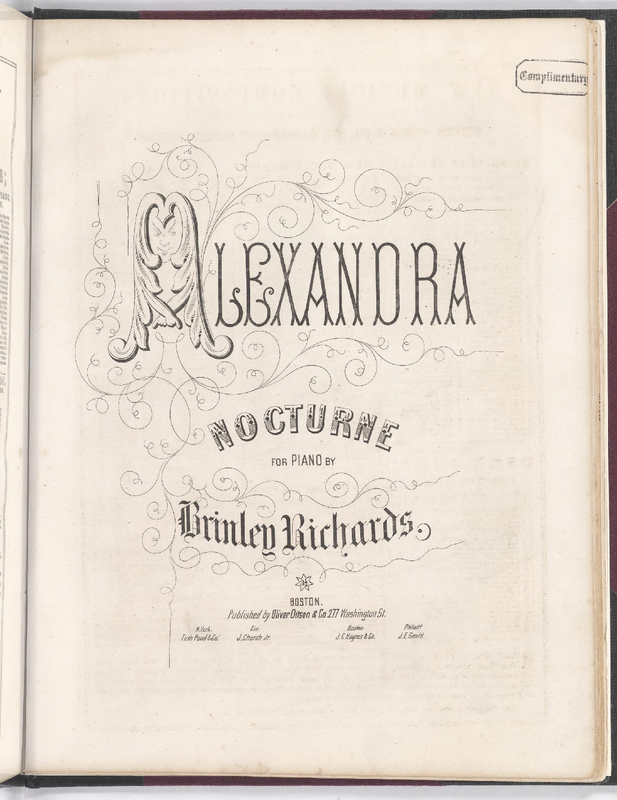 Complimentary
ALEXANDRA
NOCTURNE
FOR PIANO BY
Brinley Richards.
BOSTON.
Published by Oliver Ditson & Co. 277 Washington St.
N. York. Cin. Boston. Philadª
Firth Pond & Co. J. Church Jr. J. C. Haynes & Co. J. E. Gould.